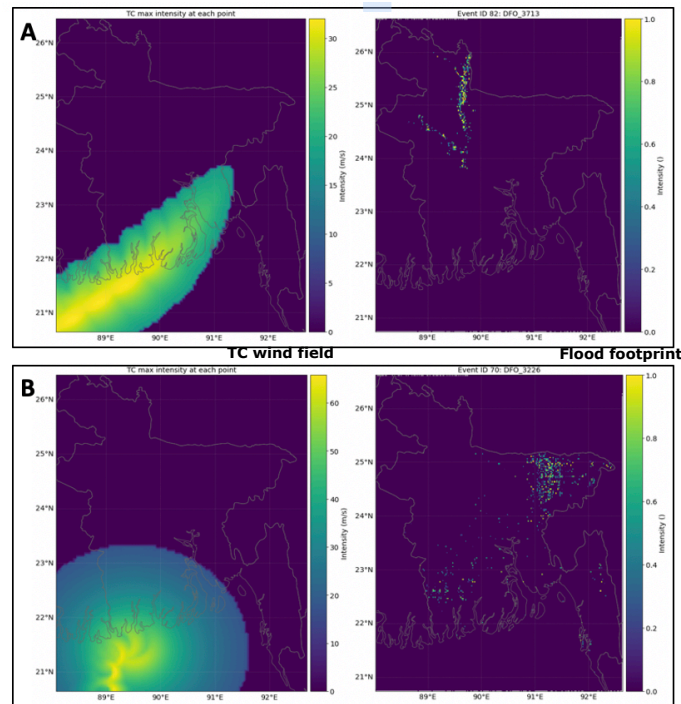 TC max intensity at each point
Event ID 82: DFO_3713
A
26°N
25°N
24°N
23°N
22°N
21°N
89°E
90°E
91°E
92°E
30
25
20
15
10
5
0
Intensity (m/s)
26°N
25°N
24°N
23°N
22°N
21°N
89°E
90°E
91°E
92°E
1.0
0.8
0.6
0.4
0.2
0.0
Intensity ()
TC wind field
Flood footprint
TC max intensity at each point
Event ID 70: DFO_3226
B
26°N
25°N
24°N
23°N
22°N
21°N
89°E
90°E
91°E
92°E
60
50
40
30
20
10
0
Intensity (m/s)
26°N
25°N
24°N
23°N
22°N
21°N
89°E
90°E
91°E
92°E
1.0
0.8
0.6
0.4
0.2
0.0
Intensity ()